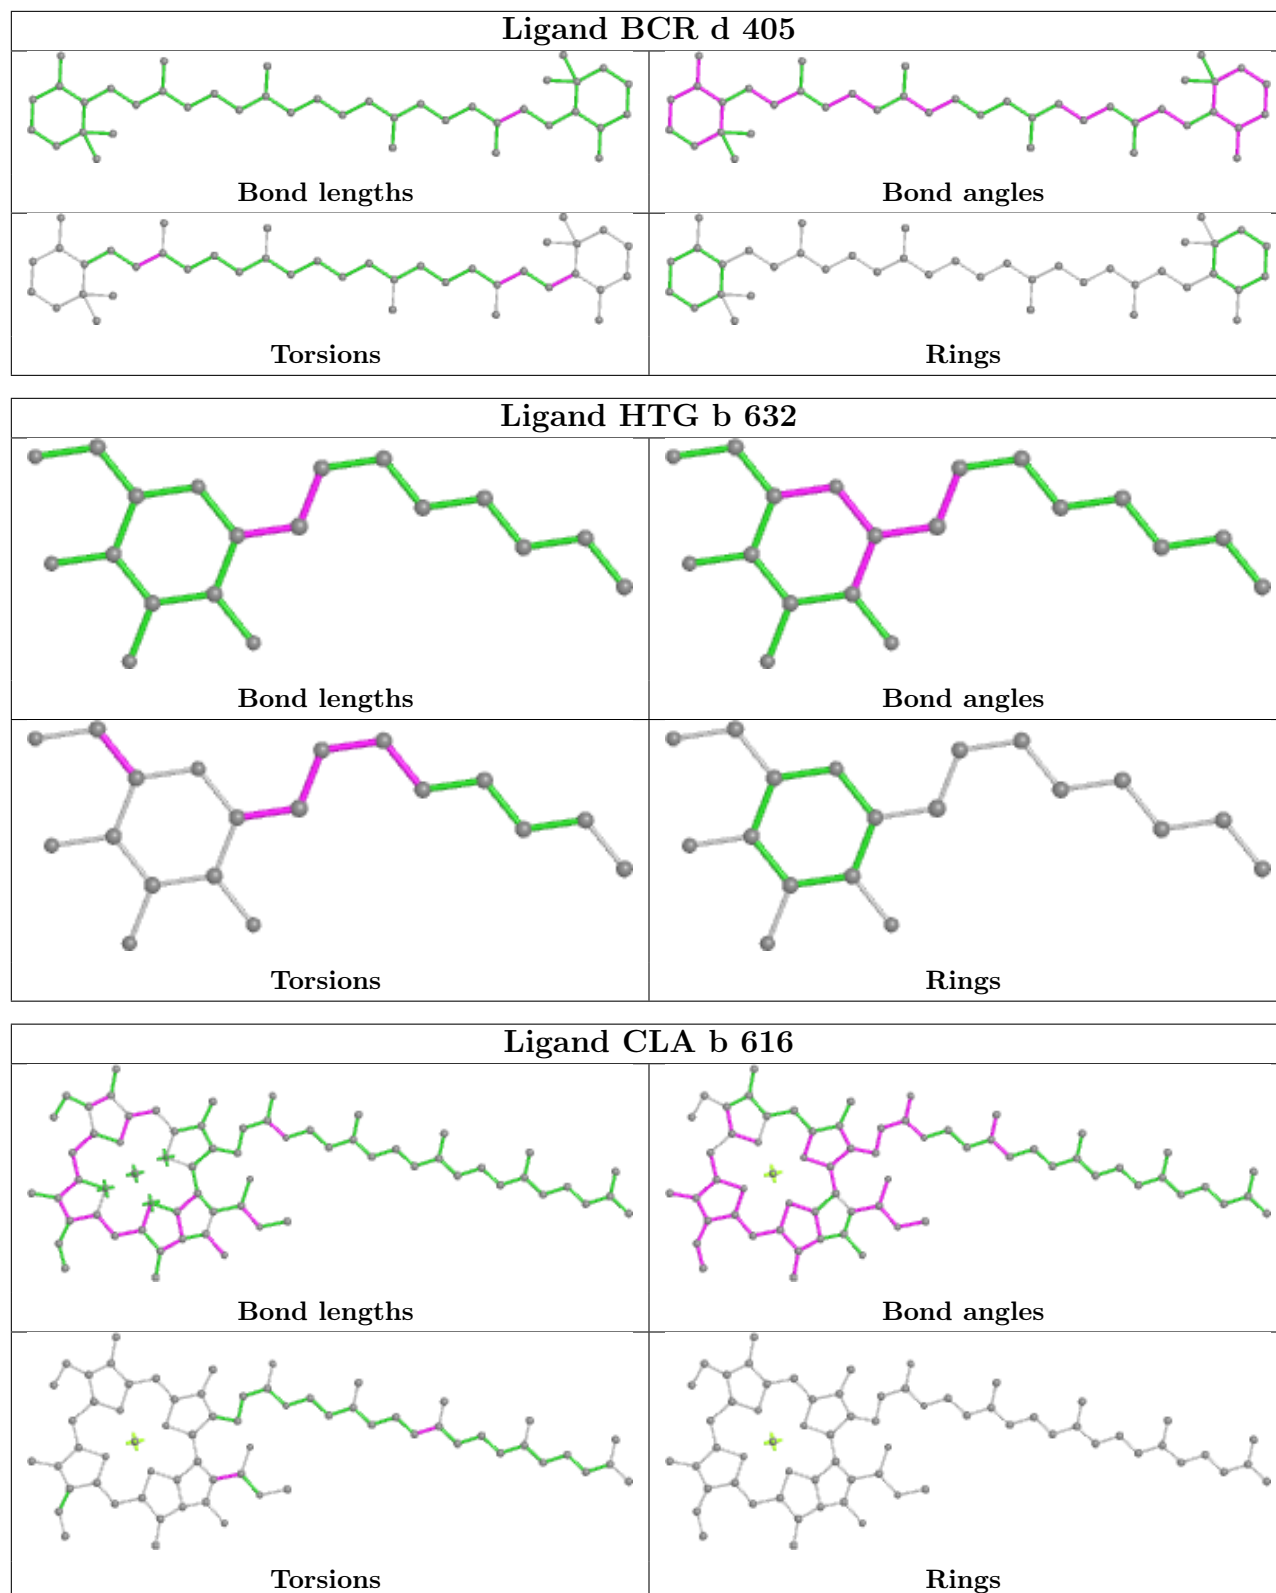 Ligand BCR d 405
Bond lengths
Bond angles
Torsions
Rings
Ligand HTG b 632
Bond lengths
Bond angles
Torsions
Rings
Ligand CLA b 616
Bond lengths
Bond angles
Torsions
Rings